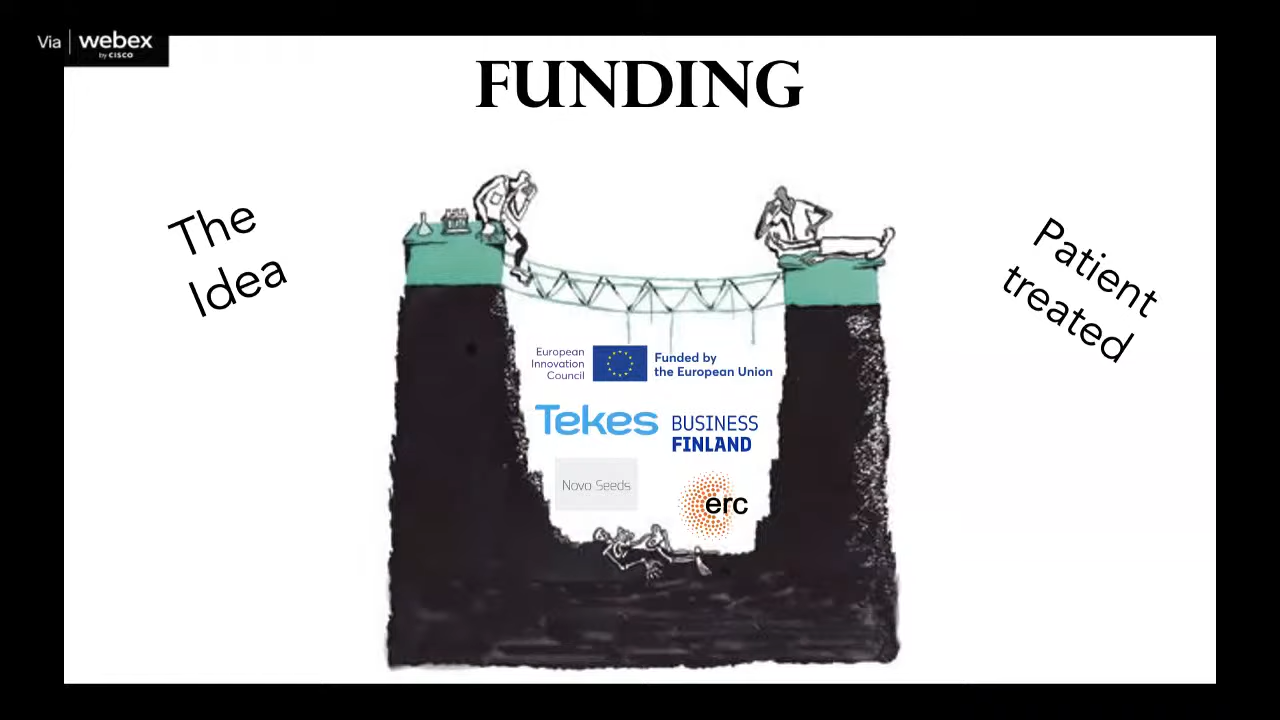 Via webex
by CISCO
FUNDING
The
Idea
Patient
treated
European
Innovation
Council
Funded by
the European Union
Tekes
BUSINESS
FINLAND
Novo Seeds
erc